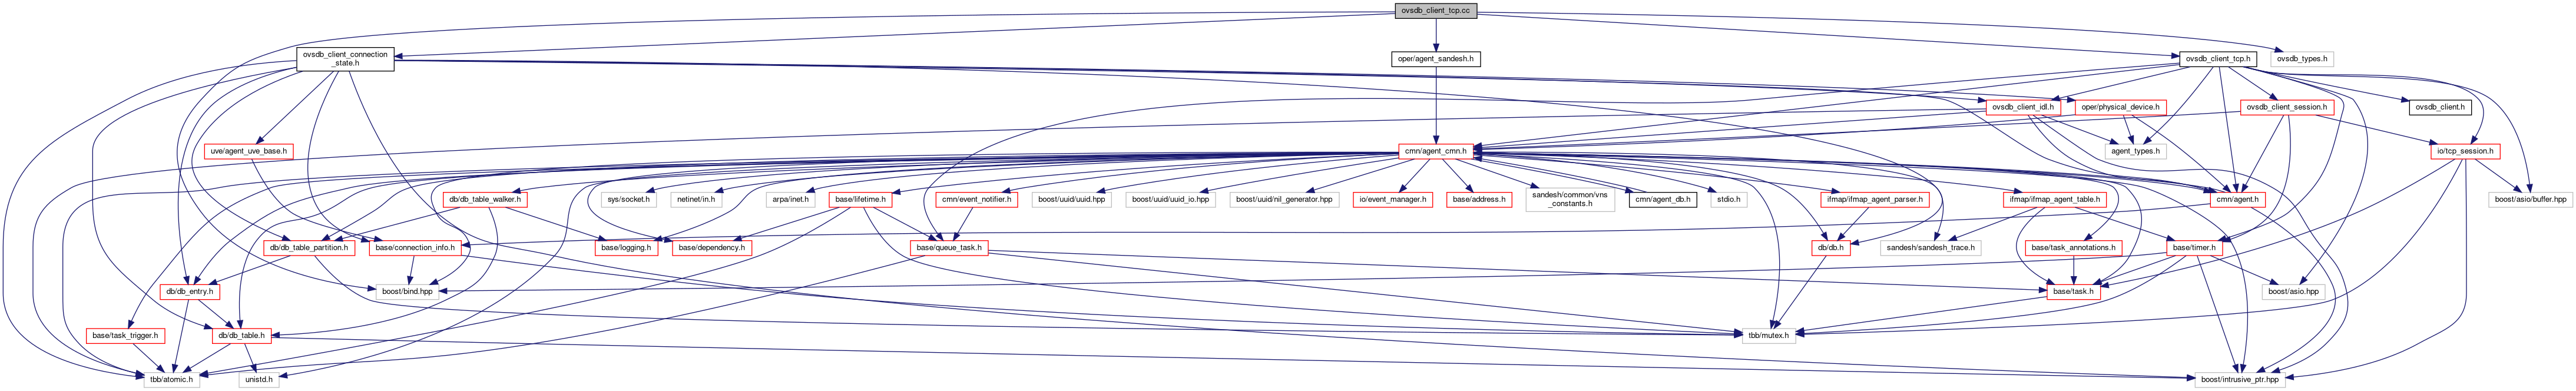 ovsdb_client_tcp.cc
ovsdb_client_connection
_state.h
oper/agent_sandesh.h
ovsdb_client_tcp.h
ovsdb_types.h
ovsdb_client_idl.h
oper/physical_device.h
ovsdb_client_session.h
ovsdb_client.h
uve/agent_uve_base.h
cmn/agent_cmn.h
agent_types.h
io/tcp_session.h
db/db_table_walker.h
sys/socket.h
netinet/in.h
arpa/inet.h
base/lifetime.h
cmn/event_notifier.h
boost/uuid/uuid.hpp
boost/uuid/uuid_io.hpp
boost/uuid/nil_generator.hpp
io/event_manager.h
base/address.h
sandesh/common/vns
_constants.h
cmn/agent_db.h
stdio.h
ifmap/ifmap_agent_parser.h
ifmap/ifmap_agent_table.h
cmn/agent.h
boost/asio/buffer.hpp
db/db_table_partition.h
base/connection_info.h
base/logging.h
base/dependency.h
base/queue_task.h
db/db.h
sandesh/sandesh_trace.h
base/task_annotations.h
base/timer.h
db/db_entry.h
boost/bind.hpp
base/task.h
boost/asio.hpp
base/task_trigger.h
db/db_table.h
tbb/mutex.h
tbb/atomic.h
unistd.h
boost/intrusive_ptr.hpp